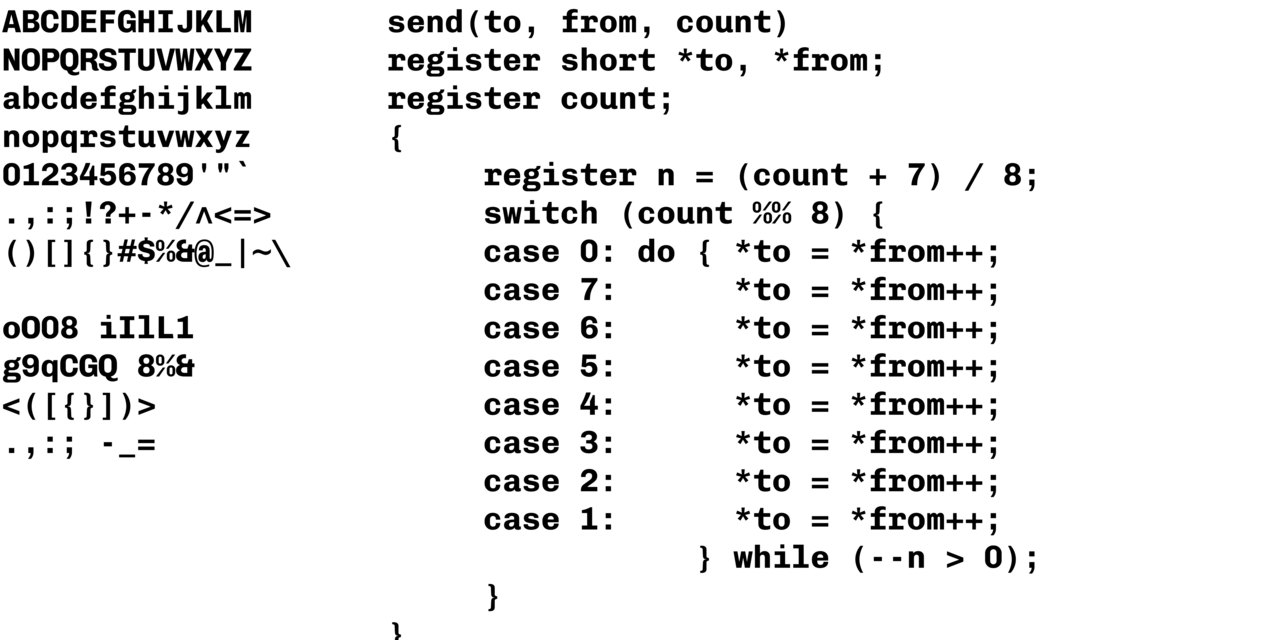 ABCDEFGHIJKLM
NOPQRSTUVWXYZ
abcdefghijklm
nopqrstuvwxyz
0123456789'"`
.,:;!?+-*/^<=>
()[]{}#$%&@_|~\
oO08 iIlL1
g9qCGQ 8%&
<([{}])>
.,:; -_=
send(to, from, count)
register short *to, *from;
register count;
{
register n = (count + 7) / 8;
switch (count %% 8) {
case 0: do { *to = *from++;
case 7: *to = *from++;
case 6: *to = *from++;
case 5: *to = *from++;
case 4: *to = *from++;
case 3: *to = *from++;
case 2: *to = *from++;
case 1: *to = *from++;
} while (--n > 0);
}
}